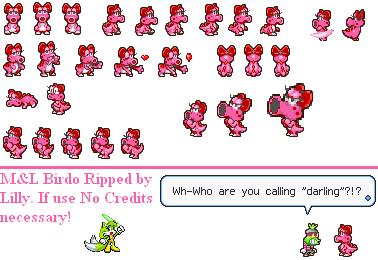 M&L Birdo Ripped by
Lilly. If use No Credits
necessary!
Wh-Who are you calling "darling"?!?